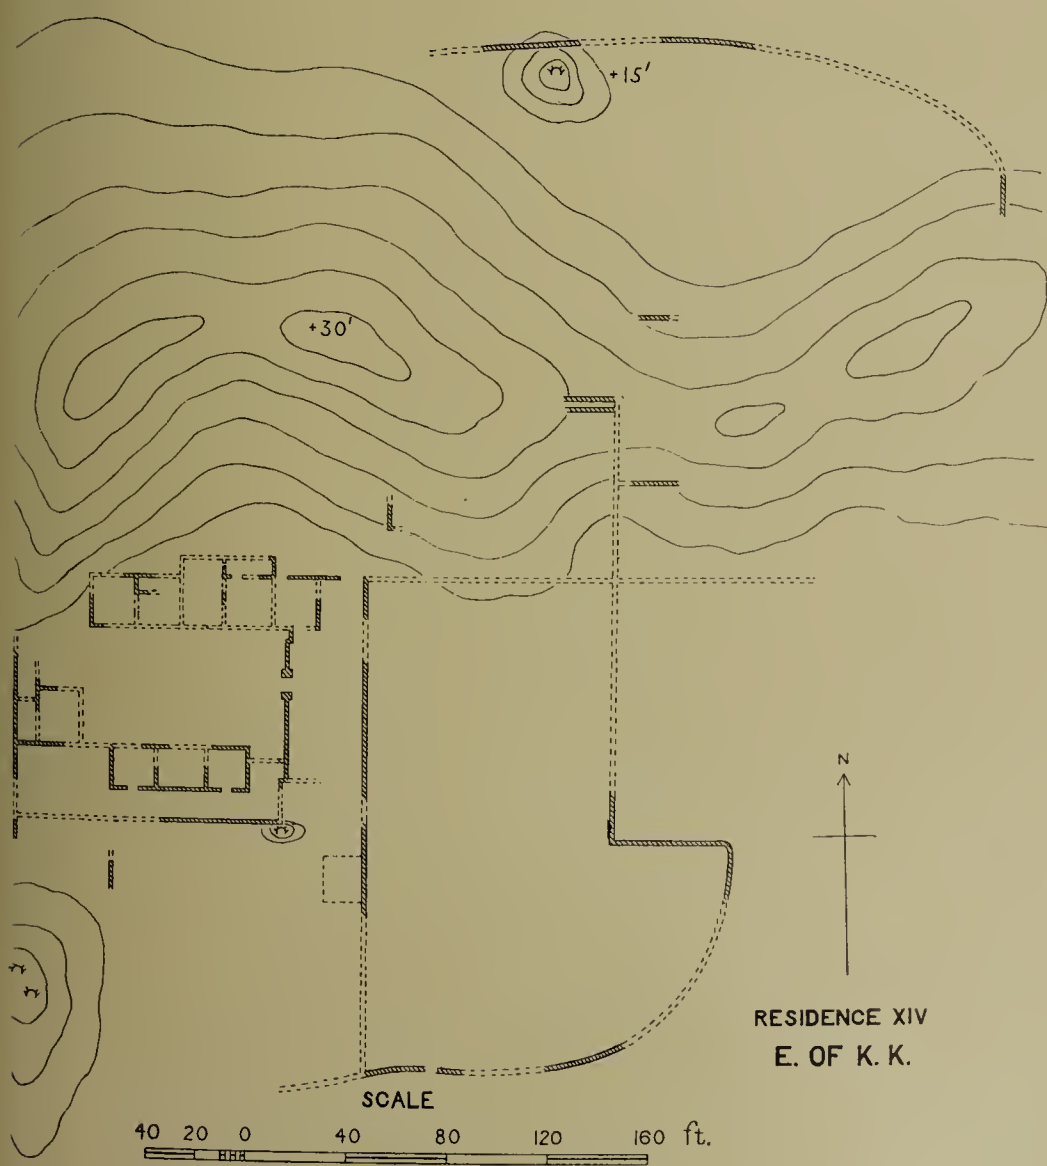 +15'
+30'
N
RESIDENCE XIV
E. OF K. K.
SCALE
40 20 0 40 80 120 160 ft.